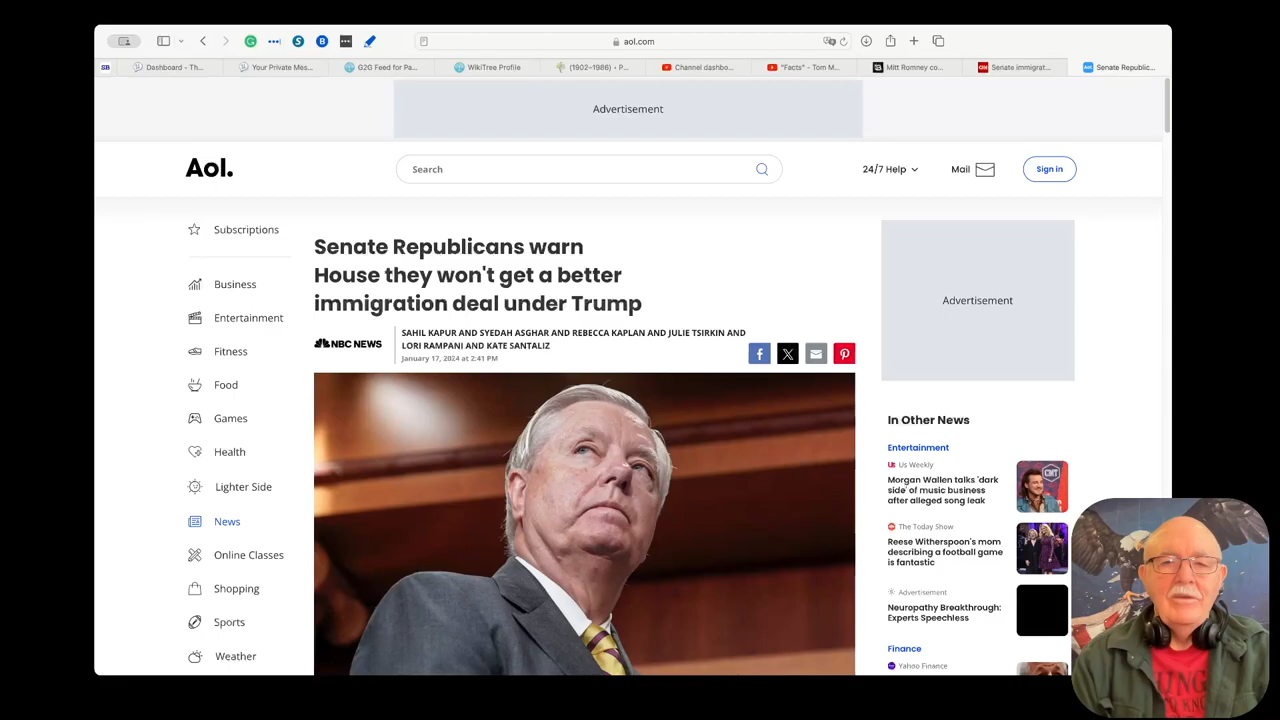 aol.com
SB
Dashboard - Th...
Your Private Mes...
G2G Feed for Pa...
WikiTree Profile
(1902–1986) • P...
Channel dashbo...
"Facts" - Tom M...
Mitt Romney co...
Senate immigrat...
Senate Republic...
Advertisement
Aol.
Search
24/7 Help
Mail
Sign in
Subscriptions
Business
Entertainment
Fitness
Food
Games
Health
Lighter Side
News
Online Classes
Shopping
Sports
Weather
Senate Republicans warn
House they won't get a better
immigration deal under Trump
NBC NEWS
SAHIL KAPUR AND SYEDAH ASGHAR AND REBECCA KAPLAN AND JULIE TSIRKIN AND
LORI RAMPANI AND KATE SANTALIZ
January 17, 2024 at 2:41 PM
Advertisement
In Other News
Entertainment
Us Weekly
Morgan Wallen talks 'dark
side' of music business
after alleged song leak
The Today Show
Reese Witherspoon's mom
describing a football game
is fantastic
Advertisement
Neuropathy Breakthrough:
Experts Speechless
Finance
Yahoo Finance